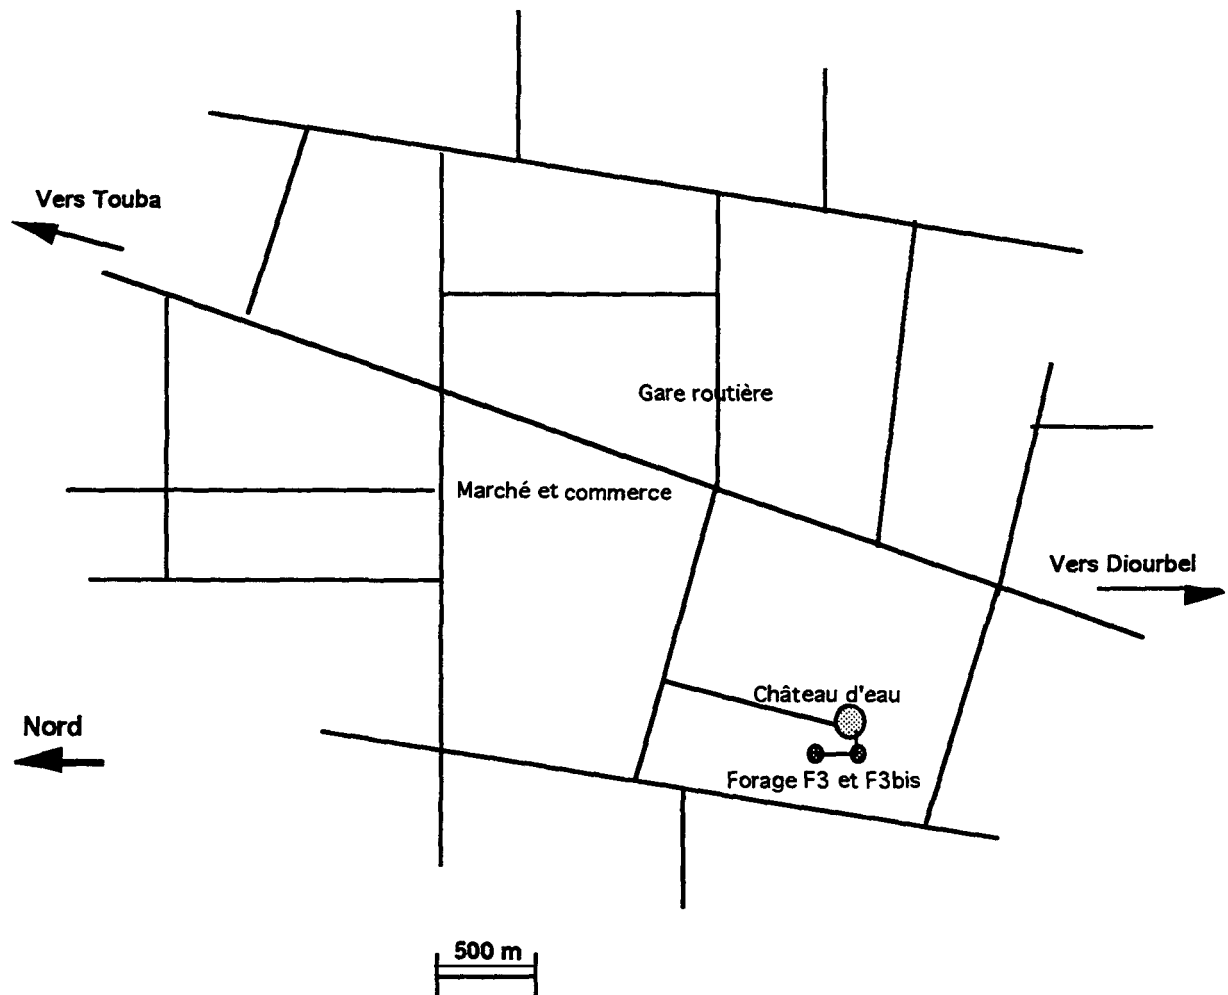 Vers Touba
Gare routière
Marché et commerce
Vers Diourbel
Château d'eau
Nord
Forage F3 et F3bis
500 m